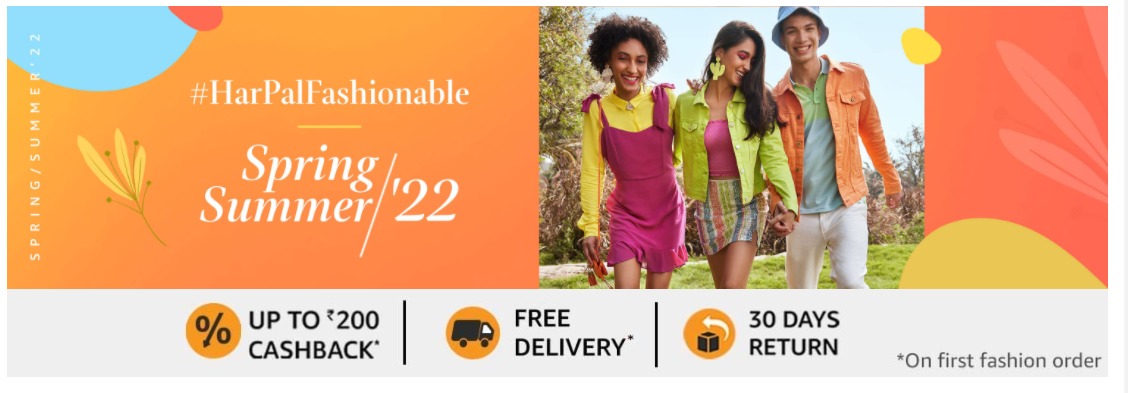 SPRING/SUMMER'22
#HarPalFashionable
Spring
Summer/'22
UP TO ₹200
CASHBACK*
FREE
DELIVERY*
30 DAYS
RETURN
*On first fashion order